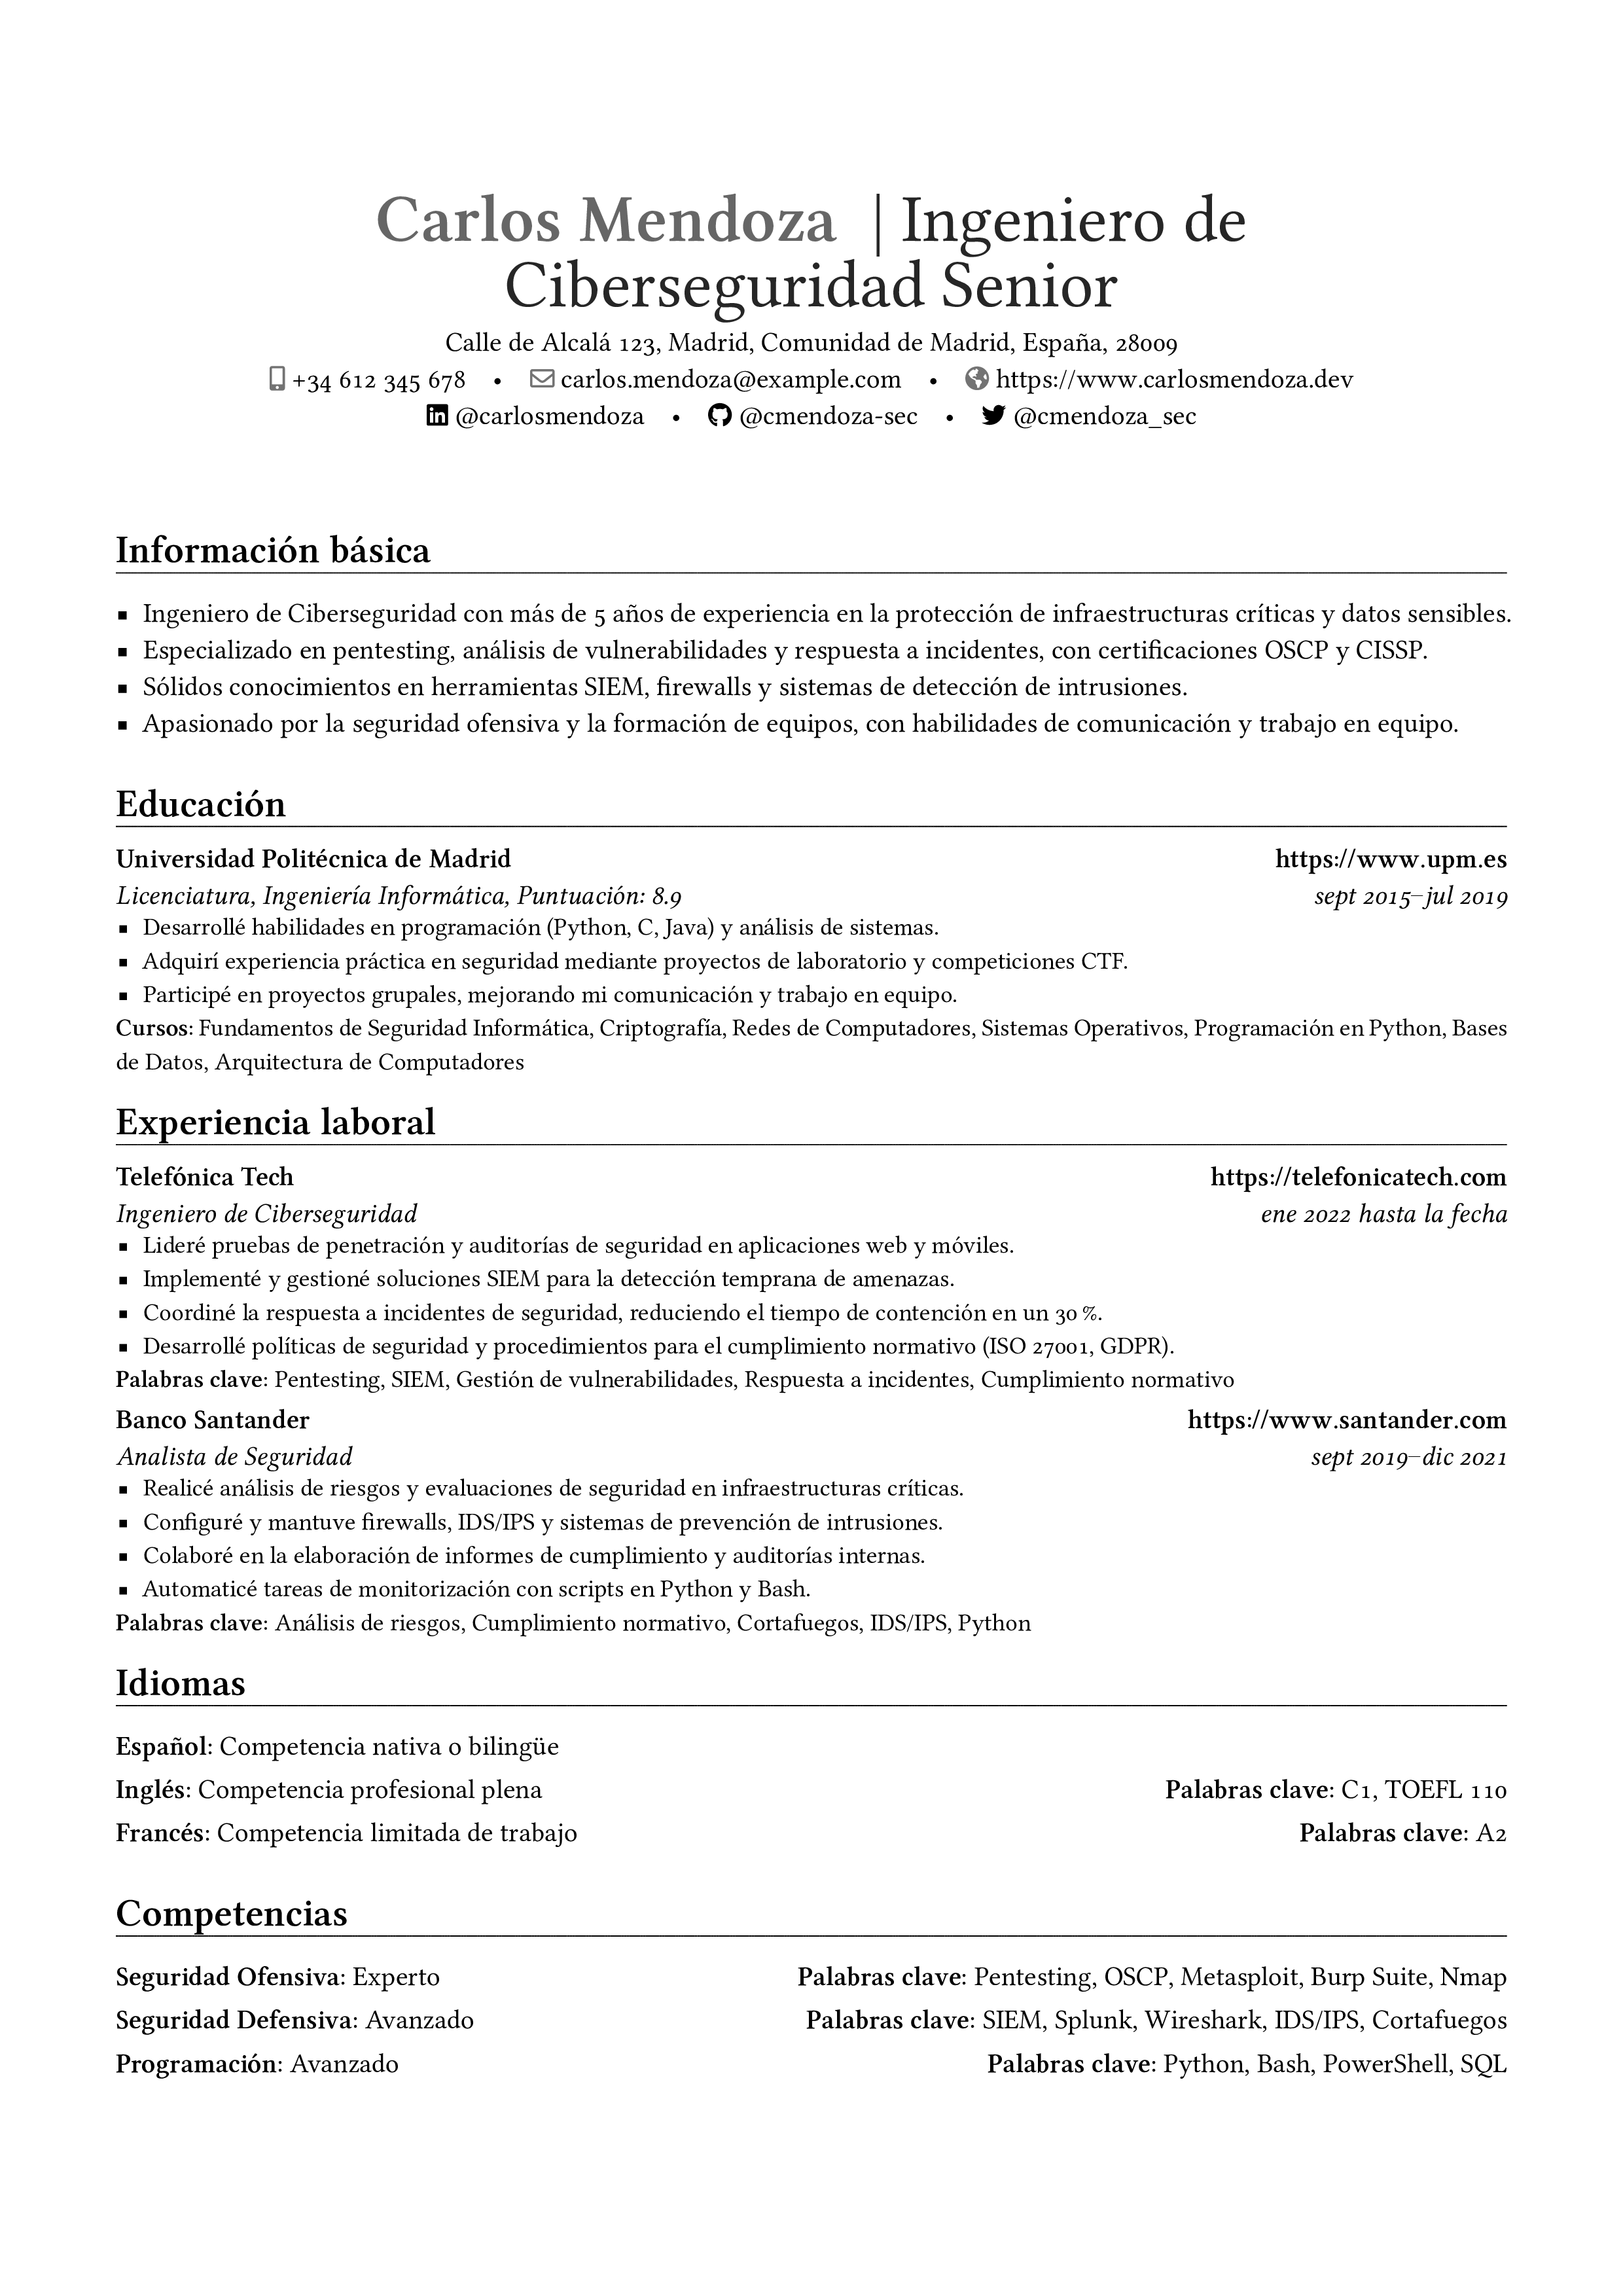 Carlos Mendoza | Ingeniero de
Ciberseguridad Senior
Calle de Alcalá 123, Madrid, Comunidad de Madrid, España, 28009
+34 612 345 678 • carlos.mendoza@example.com • https://www.carlosmendoza.dev
@carlosmendoza • @cmendoza-sec • @cmendoza_sec
Información básica
▪ Ingeniero de Ciberseguridad con más de 5 años de experiencia en la protección de infraestructuras críticas y datos sensibles.
▪ Especializado en pentesting, análisis de vulnerabilidades y respuesta a incidentes, con certificaciones OSCP y CISSP.
▪ Sólidos conocimientos en herramientas SIEM, firewalls y sistemas de detección de intrusiones.
▪ Apasionado por la seguridad ofensiva y la formación de equipos, con habilidades de comunicación y trabajo en equipo.
Educación
Universidad Politécnica de Madrid https://www.upm.es
Licenciatura, Ingeniería Informática, Puntuación: 8.9 sept 2015–jul 2019
▪ Desarrollé habilidades en programación (Python, C, Java) y análisis de sistemas.
▪ Adquirí experiencia práctica en seguridad mediante proyectos de laboratorio y competiciones CTF.
▪ Participé en proyectos grupales, mejorando mi comunicación y trabajo en equipo.
Cursos: Fundamentos de Seguridad Informática, Criptografía, Redes de Computadores, Sistemas Operativos, Programación en Python, Bases
de Datos, Arquitectura de Computadores
Experiencia laboral
Telefónica Tech https://telefonicatech.com
Ingeniero de Ciberseguridad ene 2022 hasta la fecha
▪ Lideré pruebas de penetración y auditorías de seguridad en aplicaciones web y móviles.
▪ Implementé y gestioné soluciones SIEM para la detección temprana de amenazas.
▪ Coordiné la respuesta a incidentes de seguridad, reduciendo el tiempo de contención en un 30 %.
▪ Desarrollé políticas de seguridad y procedimientos para el cumplimiento normativo (ISO 27001, GDPR).
Palabras clave: Pentesting, SIEM, Gestión de vulnerabilidades, Respuesta a incidentes, Cumplimiento normativo
Banco Santander https://www.santander.com
Analista de Seguridad sept 2019–dic 2021
▪ Realicé análisis de riesgos y evaluaciones de seguridad en infraestructuras críticas.
▪ Configuré y mantuve firewalls, IDS/IPS y sistemas de prevención de intrusiones.
▪ Colaboré en la elaboración de informes de cumplimiento y auditorías internas.
▪ Automaticé tareas de monitorización con scripts en Python y Bash.
Palabras clave: Análisis de riesgos, Cumplimiento normativo, Cortafuegos, IDS/IPS, Python
Idiomas
Español: Competencia nativa o bilingüe
Inglés: Competencia profesional plena Palabras clave: C1, TOEFL 110
Francés: Competencia limitada de trabajo Palabras clave: A2
Competencias
Seguridad Ofensiva: Experto Palabras clave: Pentesting, OSCP, Metasploit, Burp Suite, Nmap
Seguridad Defensiva: Avanzado Palabras clave: SIEM, Splunk, Wireshark, IDS/IPS, Cortafuegos
Programación: Avanzado Palabras clave: Python, Bash, PowerShell, SQL